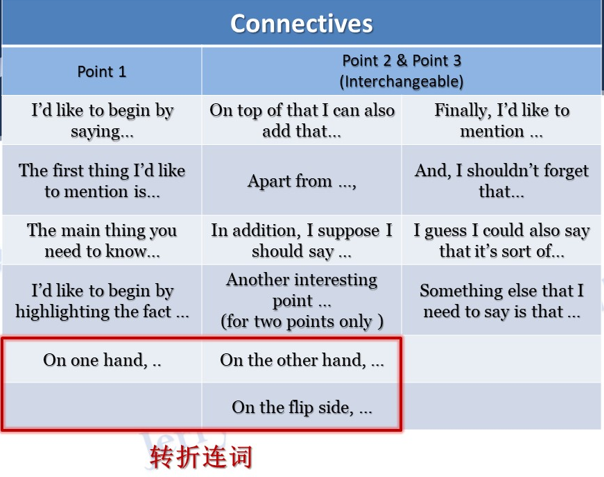 Connectives
Point 1
Point 2 & Point 3
(Interchangeable)
I'd like to begin by
saying...
On top of that I can also
add that...
Finally, I'd like to
mention ...
The first thing I'd like
to mention is...
Apart from ...,
And, I shouldn't forget
that...
The main thing you
need to know...
In addition, I suppose I
should say ...
I guess I could also say
that it's sort of...
I'd like to begin by
highlighting the fact ...
Another interesting
point ...
(for two points only )
Something else that I
need to say is that ...
On one hand, ..
On the other hand, ...
On the flip side, ...
转折连词